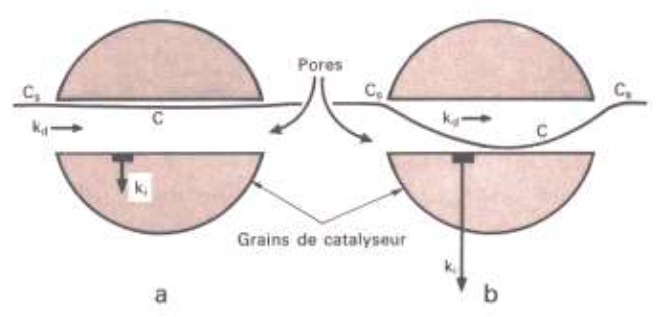 Pores
Cs
Cs
Cs
kd
C
kd
C
ki
Grains de catalyseur
ki
a
b